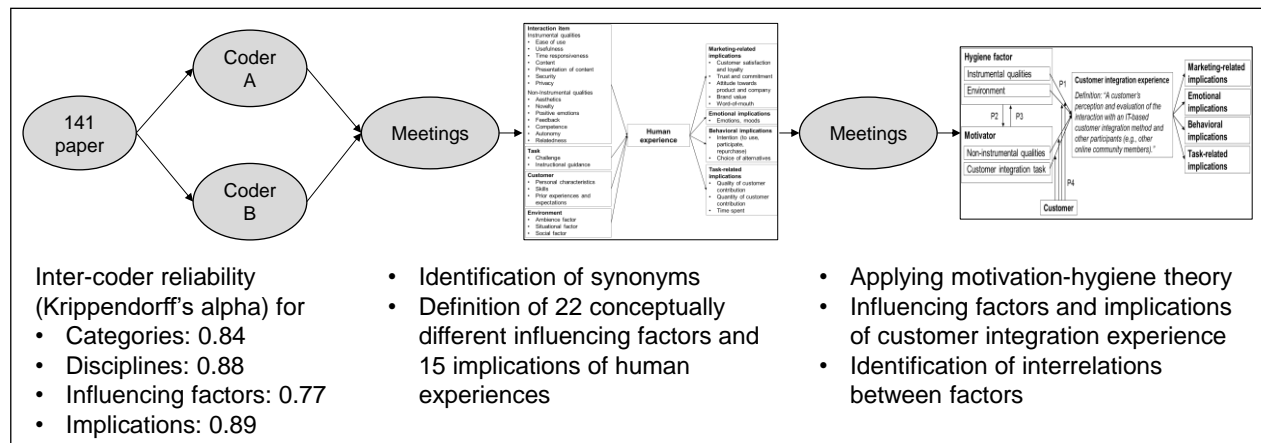 141
paper
Coder
A
Coder
B
Meetings
Interaction item
Instrumental qualities
• Ease of use
• Usefulness
• Time responsiveness
• Content
• Presentation of content
• Security
• Privacy
Non-Instrumental qualities
• Aesthetics
• Novelty
• Positive emotions
• Feedback
• Competence
• Autonomy
• Relatedness
Task
• Challenge
• Instructional guidance
Customer
• Personal characteristics
• Skills
• Prior experiences and
expectations
Environment
• Ambience factor
• Situational factor
• Social factor
Human
experience
Marketing-related
implications
• Customer satisfaction
and loyalty
• Trust and commitment
• Attitude towards
product and company
• Brand value
• Word-of-mouth
Emotional implications
• Emotions, moods
Behavioral implications
• Intention (to use,
participate,
repurchase)
• Choice of alternatives
Task-related
implications
• Quality of customer
contribution
• Quantity of customer
contribution
• Time spent
Meetings
Hygiene factor
Instrumental qualities
Environment
P1
P2
P3
Motivator
Non-instrumental qualities
Customer integration task
P4
Customer
Customer integration experience
Definition: "A customer's
perception and evaluation of the
interaction with an IT-based
customer integration method and
other participants (e.g., other
online community members)."
Marketing-related
implications
Emotional
implications
Behavioral
implications
Task-related
implications
Inter-coder reliability
(Krippendorff's alpha) for
• Categories: 0.84
• Disciplines: 0.88
• Influencing factors: 0.77
• Implications: 0.89
• Identification of synonyms
• Definition of 22 conceptually
different influencing factors and
15 implications of human
experiences
• Applying motivation-hygiene theory
• Influencing factors and implications
of customer integration experience
• Identification of interrelations
between factors